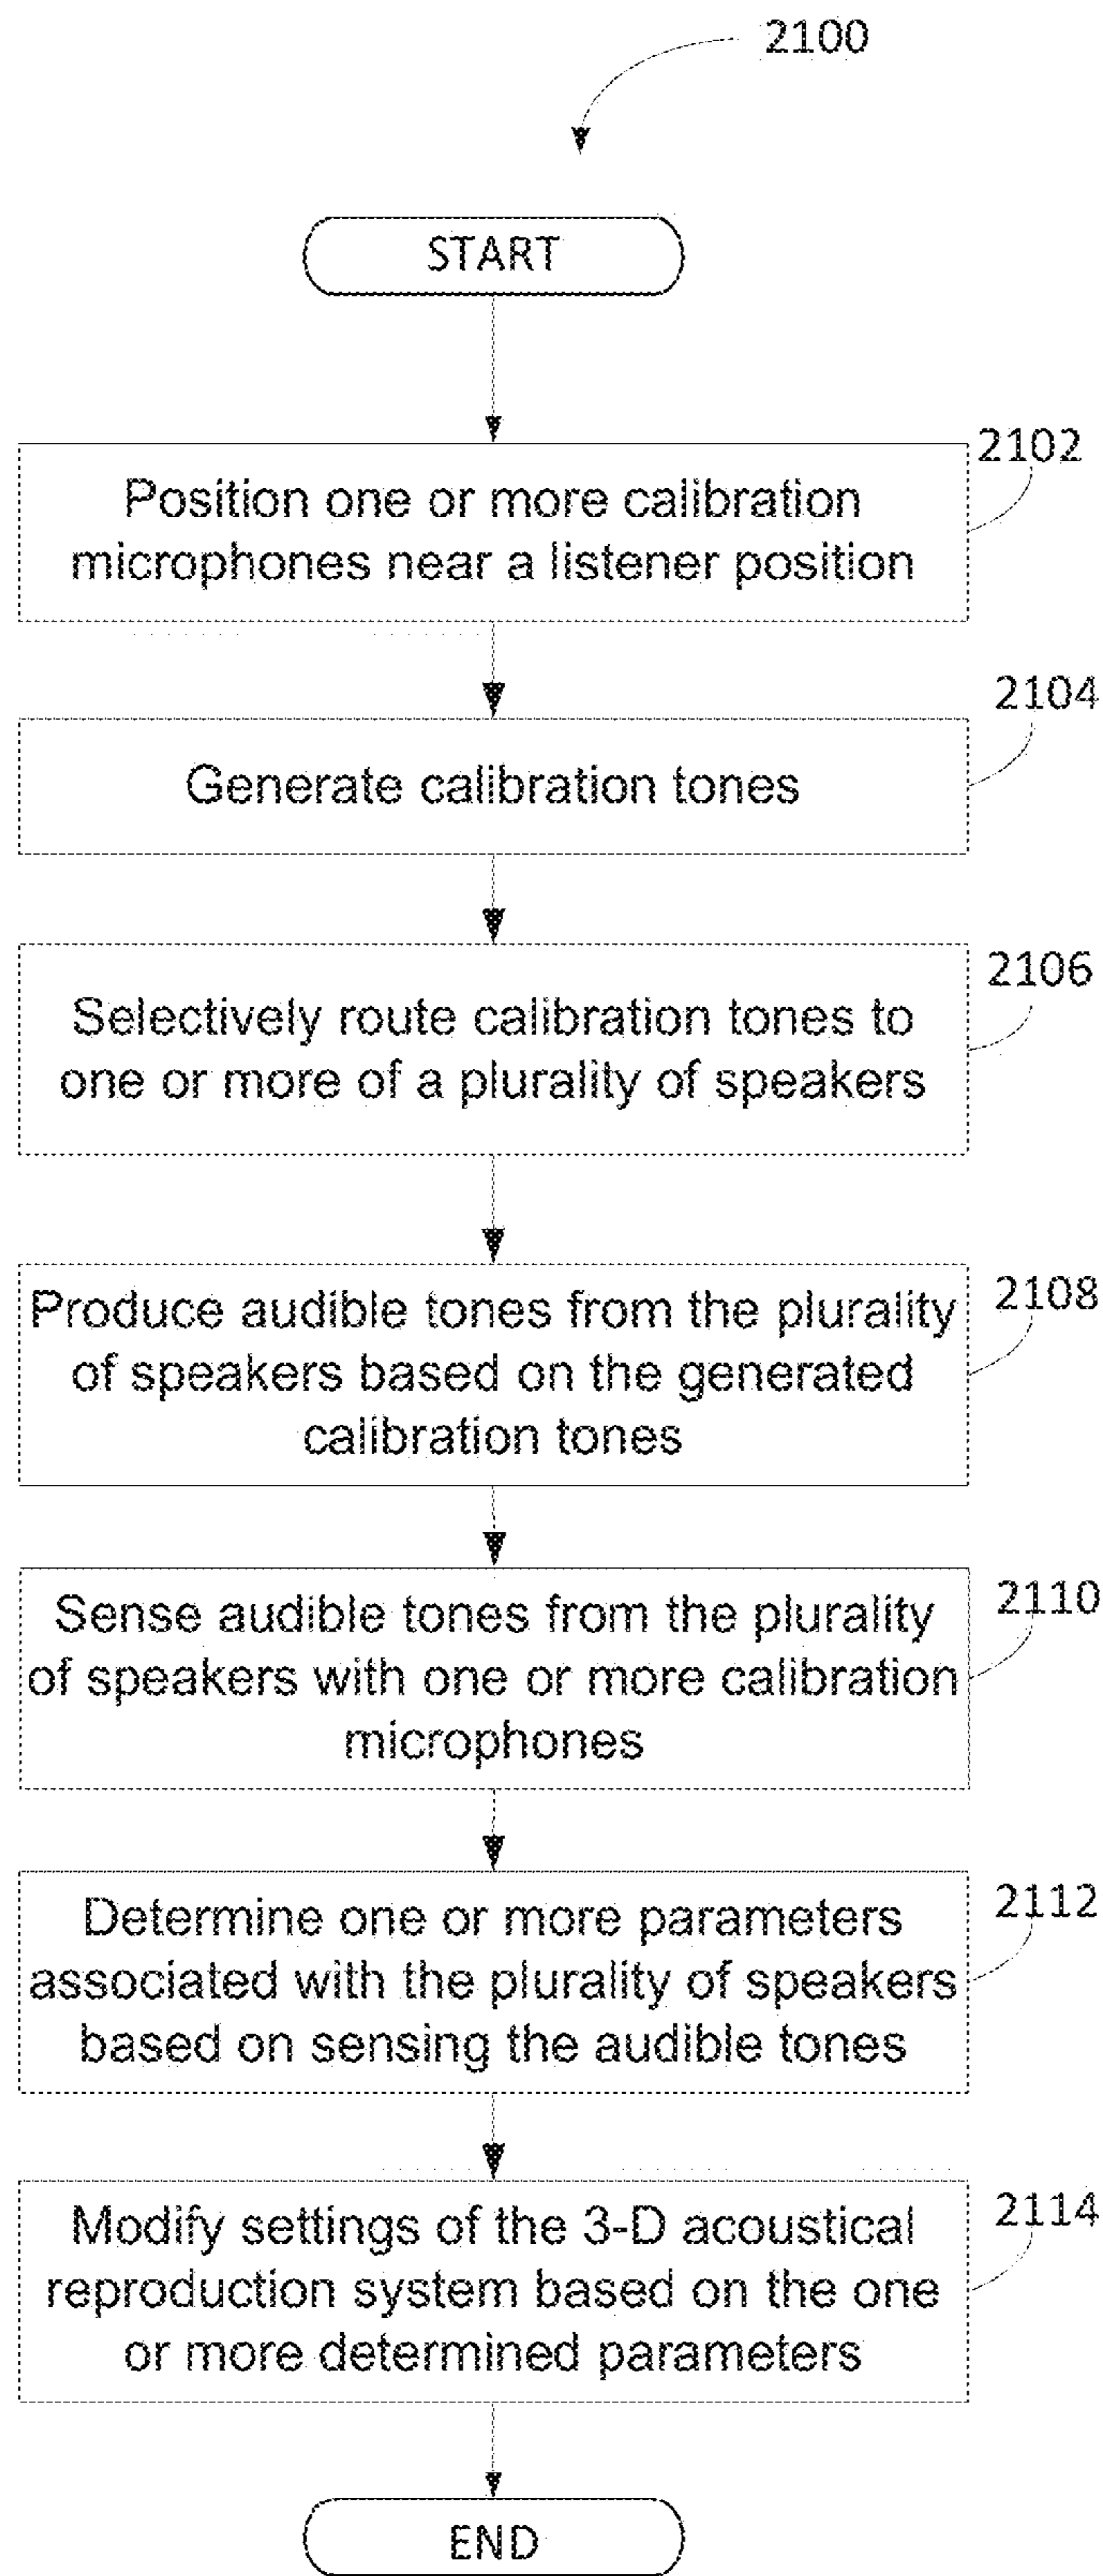 2100
START
2102
Position one or more calibration
microphones near a listener position
2104
Generate calibration tones
2106
Selectively route calibration tones to
one or more of a plurality of speakers
2108
Produce audible tones from the plurality
of speakers based on the generated
calibration tones
2110
Sense audible tones from the plurality
of speakers with one or more calibration
microphones
2112
Determine one or more parameters
associated with the plurality of speakers
based on sensing the audible tones
2114
Modify settings of the 3-D acoustical
reproduction system based on the one
or more determined parameters
END